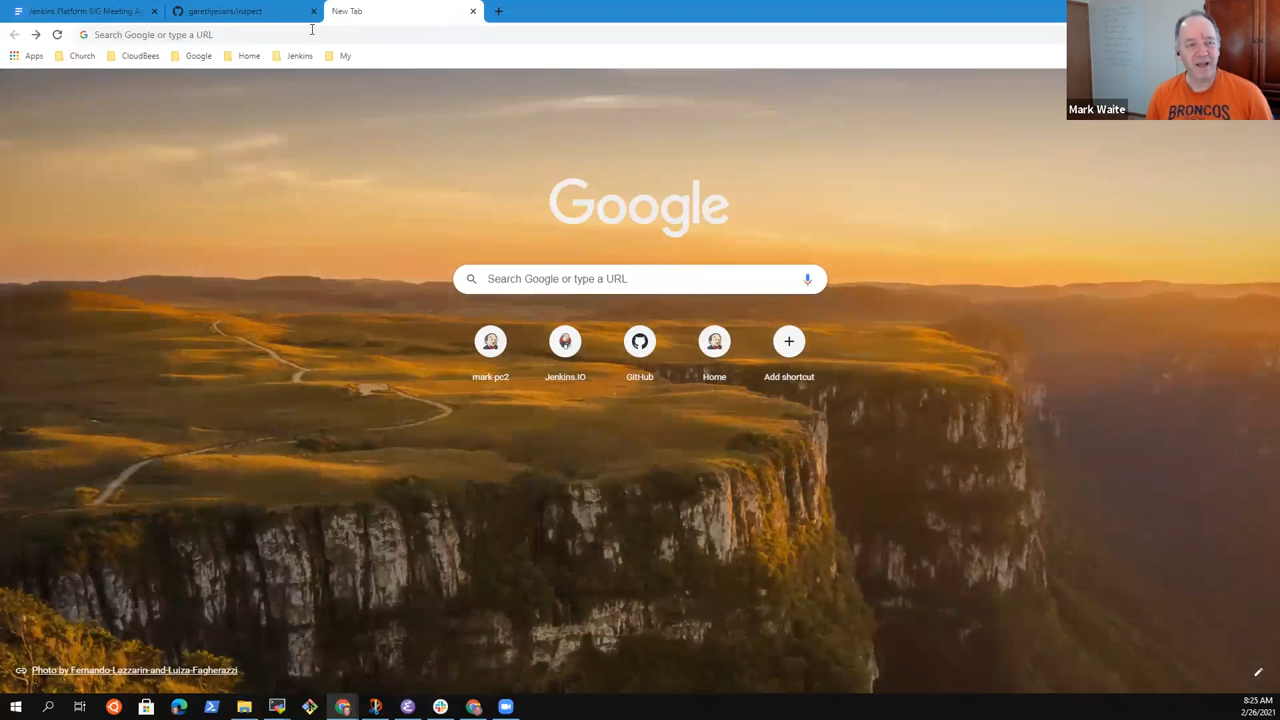 Jenkins Platform SIG Meeting Ag
garethjevans/inspect
New Tab
Search Google or type a URL
Apps Church CloudBees Google Home Jenkins My
Mark Waite
BRONCOS
Google
Search Google or type a URL
mark-pc2 Jenkins.IO GitHub Home Add shortcut
Photo by Fernando-Lazzarin-and-Luiza-Fagherazzi
8:25 AM
2/26/2021